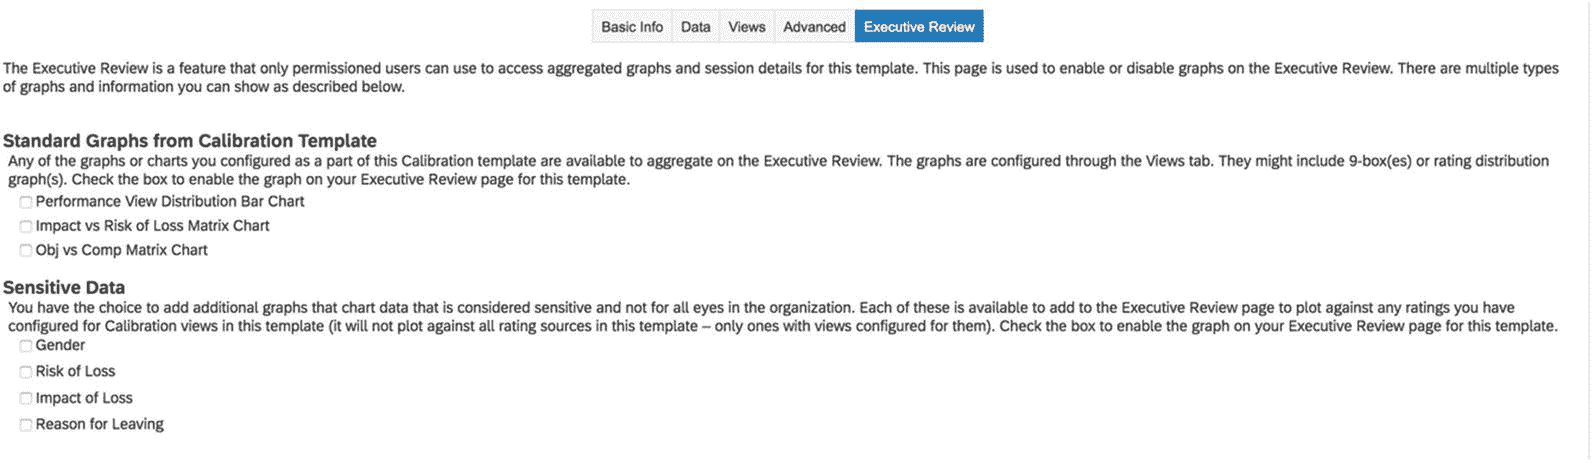 Basic Info Data Views Advanced Executive Review
The Executive Review is a feature that only permissioned users can use to access aggregated graphs and session details for this template. This page is used to enable or disable graphs on the Executive Review. There are multiple types
of graphs and information you can show as described below.
Standard Graphs from Calibration Template
Any of the graphs or charts you configured as a part of this Calibration template are available to aggregate on the Executive Review. The graphs are configured through the Views tab. They might include 9-box(es) or rating distribution
graph(s). Check the box to enable the graph on your Executive Review page for this template.
Performance View Distribution Bar Chart
Impact vs Risk of Loss Matrix Chart
Obj vs Comp Matrix Chart
Sensitive Data
You have the choice to add additional graphs that chart data that is considered sensitive and not for all eyes in the organization. Each of these is available to add to the Executive Review page to plot against any ratings you have
configured for Calibration views in this template (it will not plot against all rating sources in this template – only ones with views configured for them). Check the box to enable the graph on your Executive Review page for this template.
Gender
Risk of Loss
Impact of Loss
Reason for Leaving